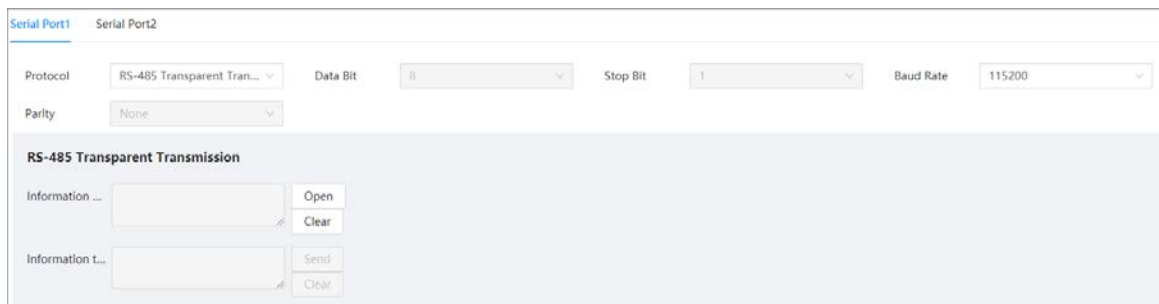 Serial Port1 Serial Port2
Protocol RS-485 Transparent Tran... Data Bit 8 Stop Bit 1 Baud Rate 115200
Parity None
RS-485 Transparent Transmission
Information ... Open
Clear
Information t... Send
Clear